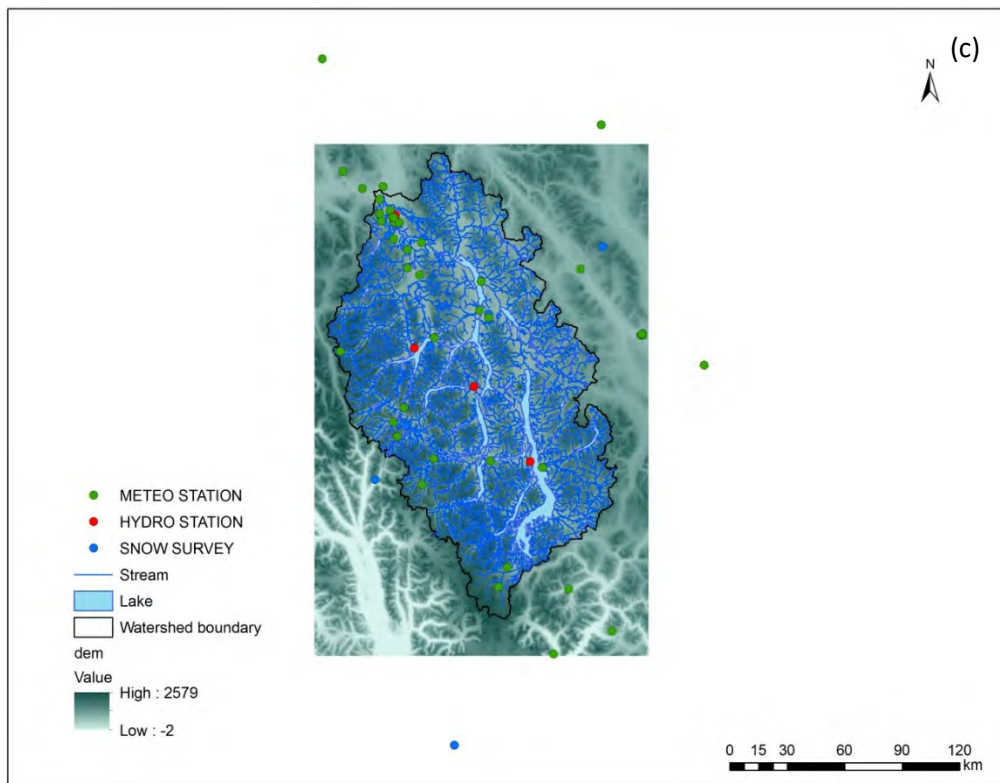 (c)
N
METEO STATION
HYDRO STATION
SNOW SURVEY
Stream
Lake
Watershed boundary
dem
Value
High : 2579
Low : -2
0 15 30 60 90 120
km